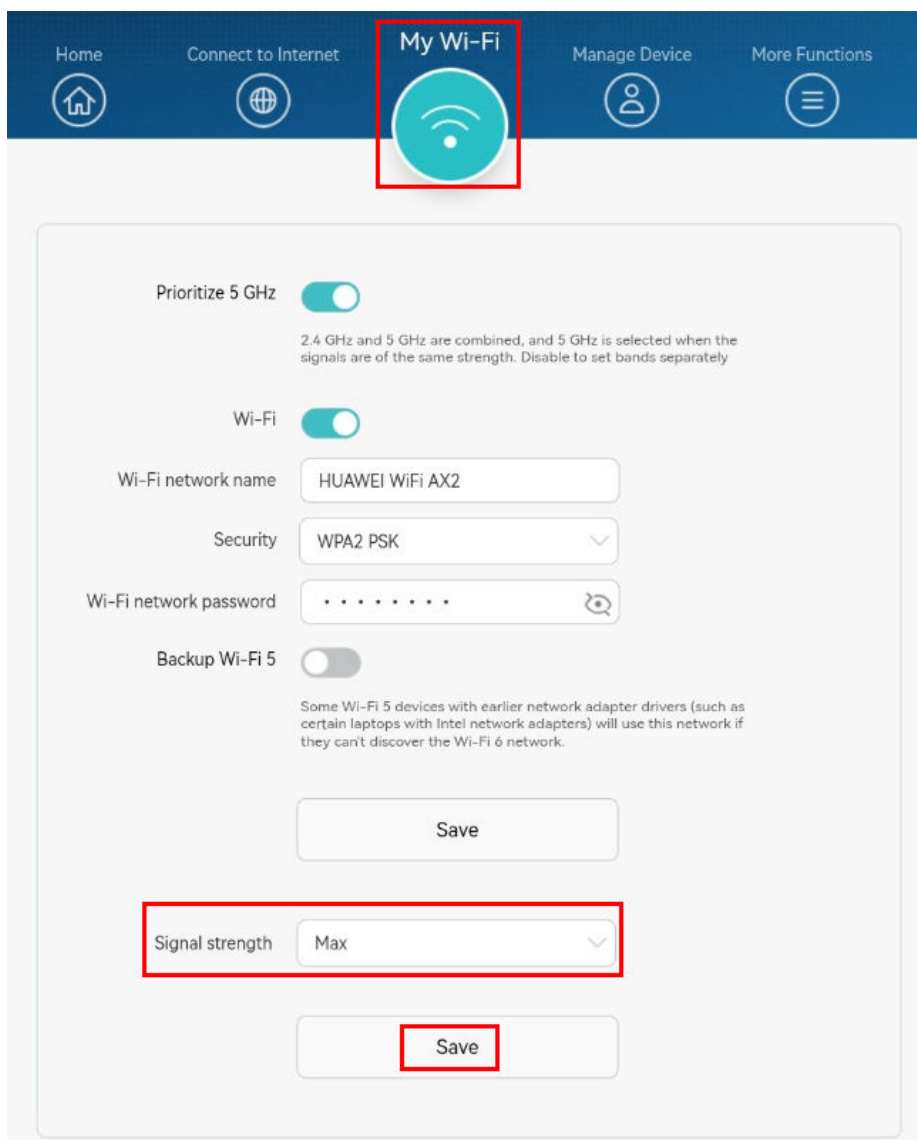 Home
Connect to Internet
My Wi-Fi
Manage Device
More Functions
Prioritize 5 GHz
2.4 GHz and 5 GHz are combined, and 5 GHz is selected when the
signals are of the same strength. Disable to set bands separately
Wi-Fi
Wi-Fi network name
HUAWEI WiFi AX2
Security
WPA2 PSK
Wi-Fi network password
Backup Wi-Fi 5
Some Wi-Fi 5 devices with earlier network adapter drivers (such as
certain laptops with Intel network adapters) will use this network if
they can't discover the Wi-Fi 6 network.
Save
Signal strength
Max
Save